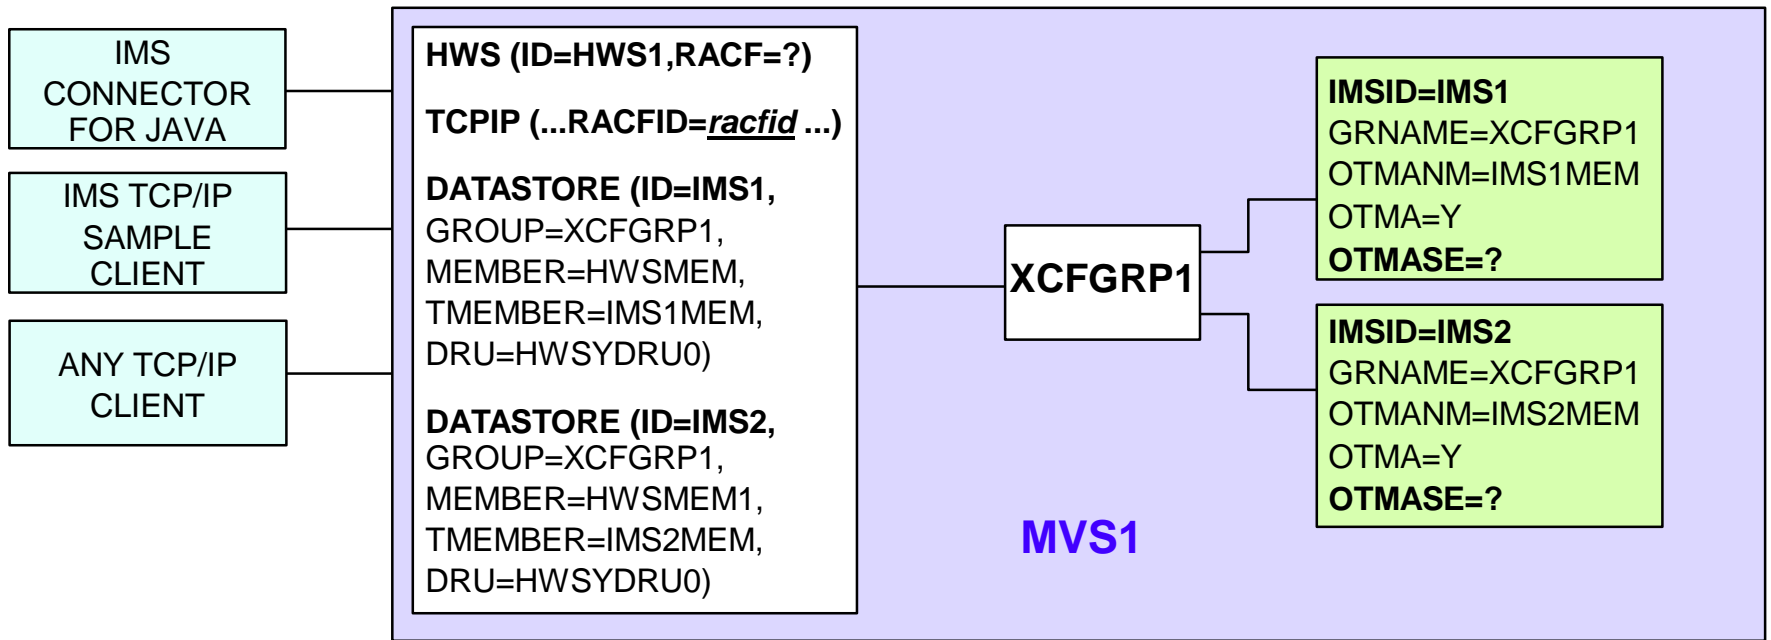 IMS
CONNECTOR
FOR JAVA
IMS TCP/IP
SAMPLE
CLIENT
ANY TCP/IP
CLIENT
HWS (ID=HWS1,RACF=?)
TCPIP (...RACFID=racfid ...)
DATASTORE (ID=IMS1,
GROUP=XCFGRP1,
MEMBER=HWSMEM,
TMEMBER=IMS1MEM,
DRU=HWSYDRU0)
DATASTORE (ID=IMS2,
GROUP=XCFGRP1,
MEMBER=HWSMEM1,
TMEMBER=IMS2MEM,
DRU=HWSYDRU0)
XCFGRP1
IMSID=IMS1
GRNAME=XCFGRP1
OTMANM=IMS1MEM
OTMA=Y
OTMASE=?
IMSID=IMS2
GRNAME=XCFGRP1
OTMANM=IMS2MEM
OTMA=Y
OTMASE=?
MVS1